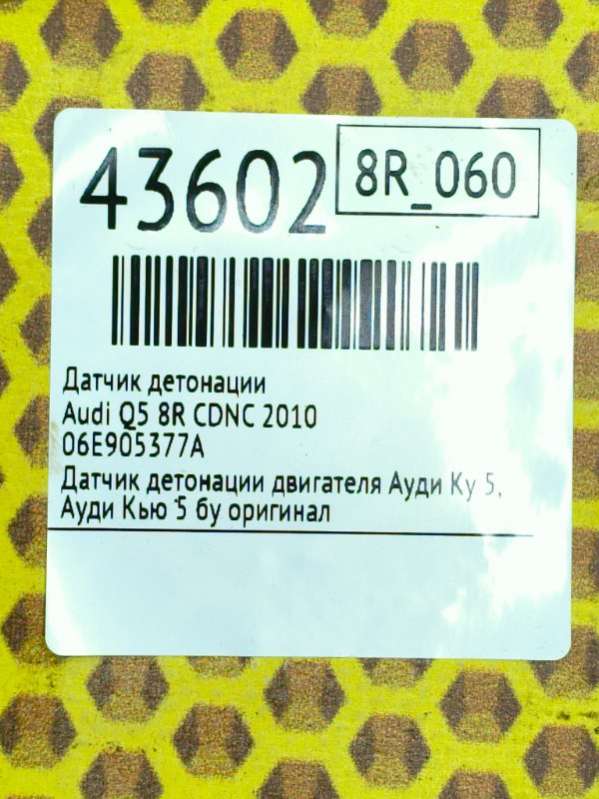 43602
8R_060
Датчик детонации
Audi Q5 8R CDNC 2010
06E905377A
Датчик детонации двигателя Ауди Ку 5,
Ауди Кью 5 бу оригинал